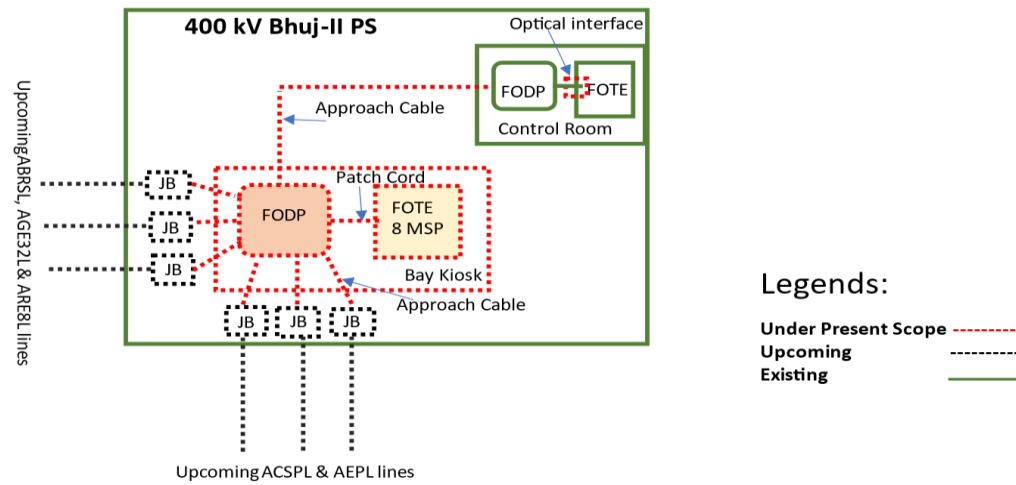 400 kV Bhuj-II PS
Optical interface
FODP
FOTE
Control Room
Approach Cable
UpcomingABRSL, AGE32L & ARE8L lines
JB
JB
JB
Patch Cord
FODP
FOTE
8 MSP
Bay Kiosk
Approach Cable
JB
JB
JB
Upcoming ACSPL & AEPL lines
Legends:
Under Present Scope
Upcoming
Existing